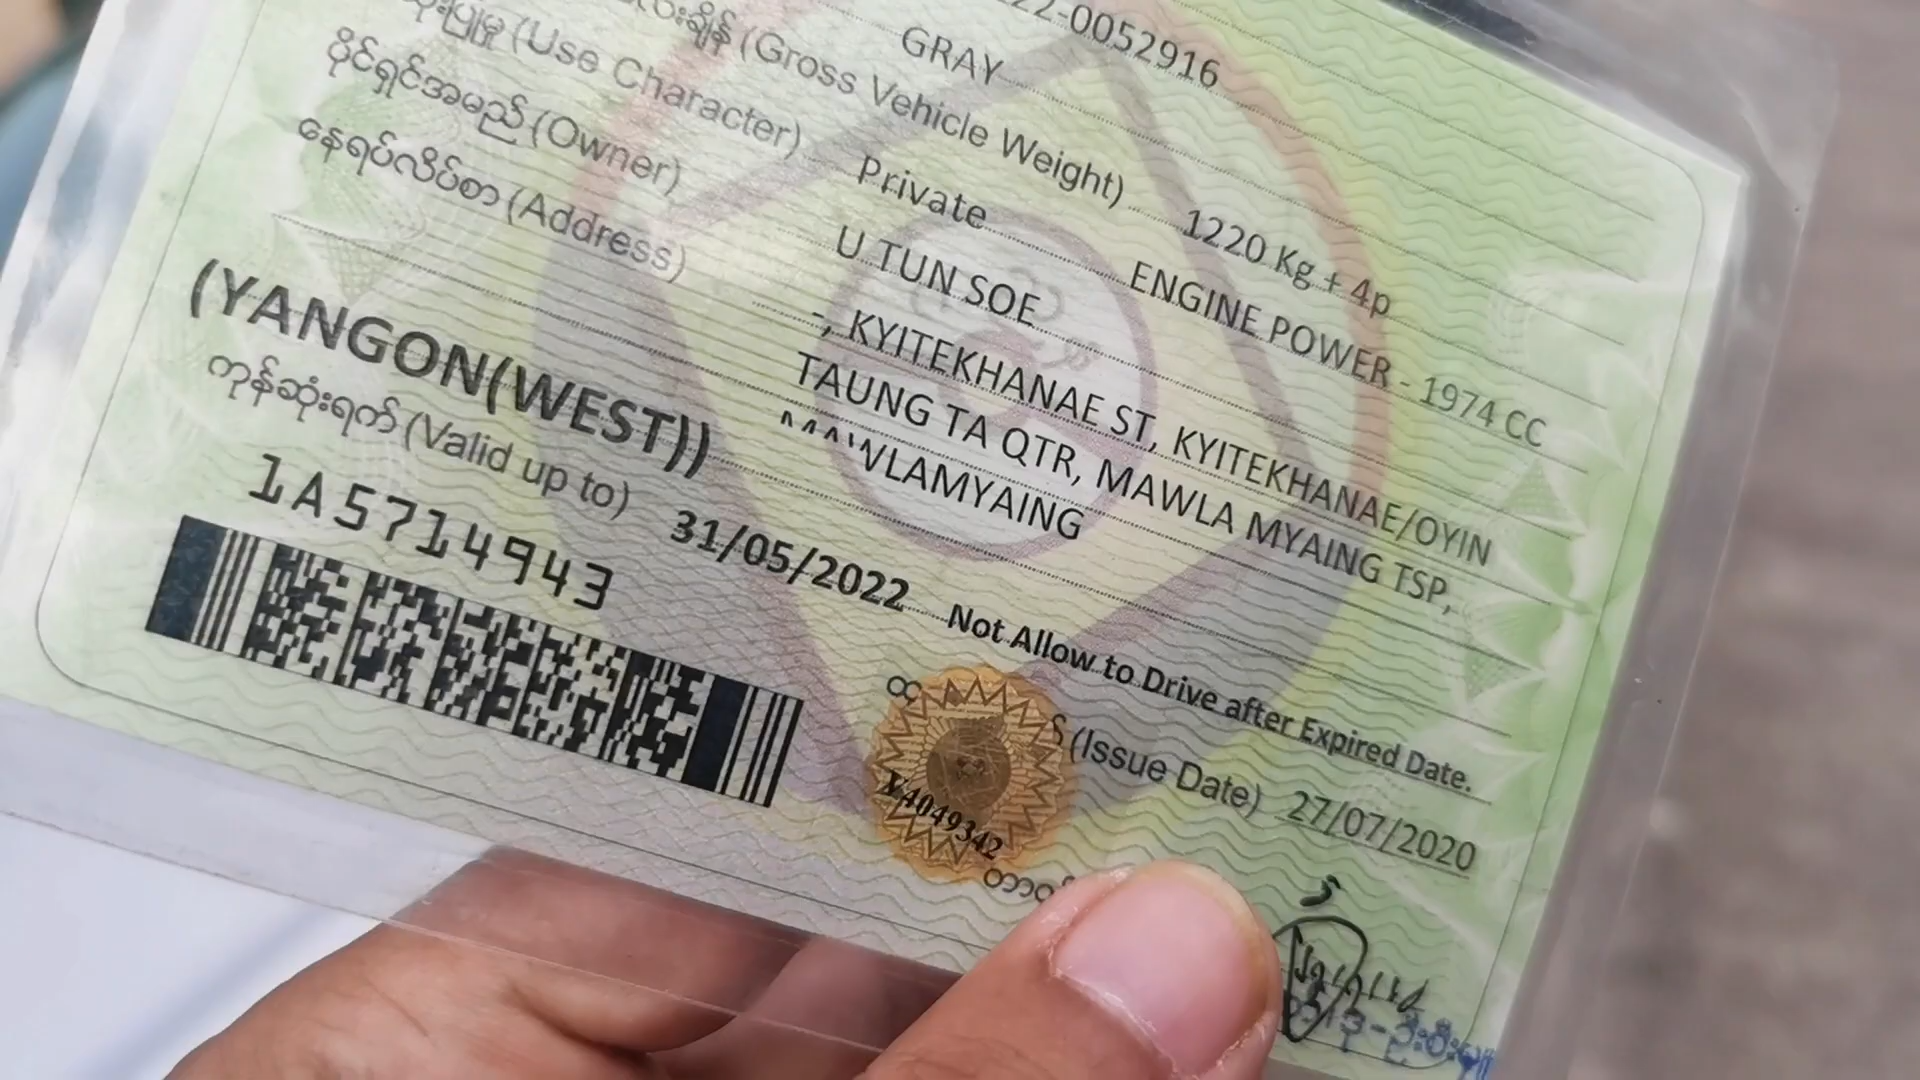 22-0052916
GRAY
(Gross Vehicle Weight) 1220 Kg + 4p
(Use Character) Private ENGINE POWER - 1974 CC
ပိုင်ရှင်အမည် (Owner) U TUN SOE
နေရပ်လိပ်စာ (Address) -, KYITEKHANAE ST, KYITEKHANAE/OYIN
TAUNG TA QTR, MAWLA MYAING TSP,
MAWLAMYAING
(YANGON(WEST))
ကုန်ဆုံးရက် (Valid up to) 31/05/2022 Not Allow to Drive after Expired Date.
1A5714943
(Issue Date) 27/07/2020
X4049342